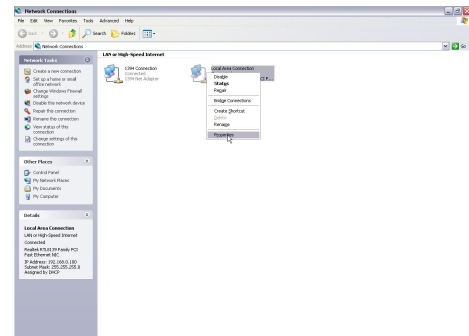 Network Connections
File Edit View Favorites Tools Advanced Help
Back Search Folders
Address Network Connections Go
Network Tasks
Create a new connection
Set up a home or small
office network
Change Windows Firewall
settings
Disable this network device
Repair this connection
Rename this connection
View status of this
connection
Change settings of this
connection
Other Places
Control Panel
My Network Places
My Documents
My Computer
Details
Local Area Connection
LAN or High-Speed Internet
Connected
Realtek RTL8139 Family PCI
Fast Ethernet NIC
IP Address: 192.168.0.100
Subnet Mask: 255.255.255.0
Assigned by DHCP
LAN or High-Speed Internet
1394 Connection
Connected
1394 Net Adapter
Local Area Connection
Disable
Status
Repair
Bridge Connections
Create Shortcut
Delete
Rename
Properties